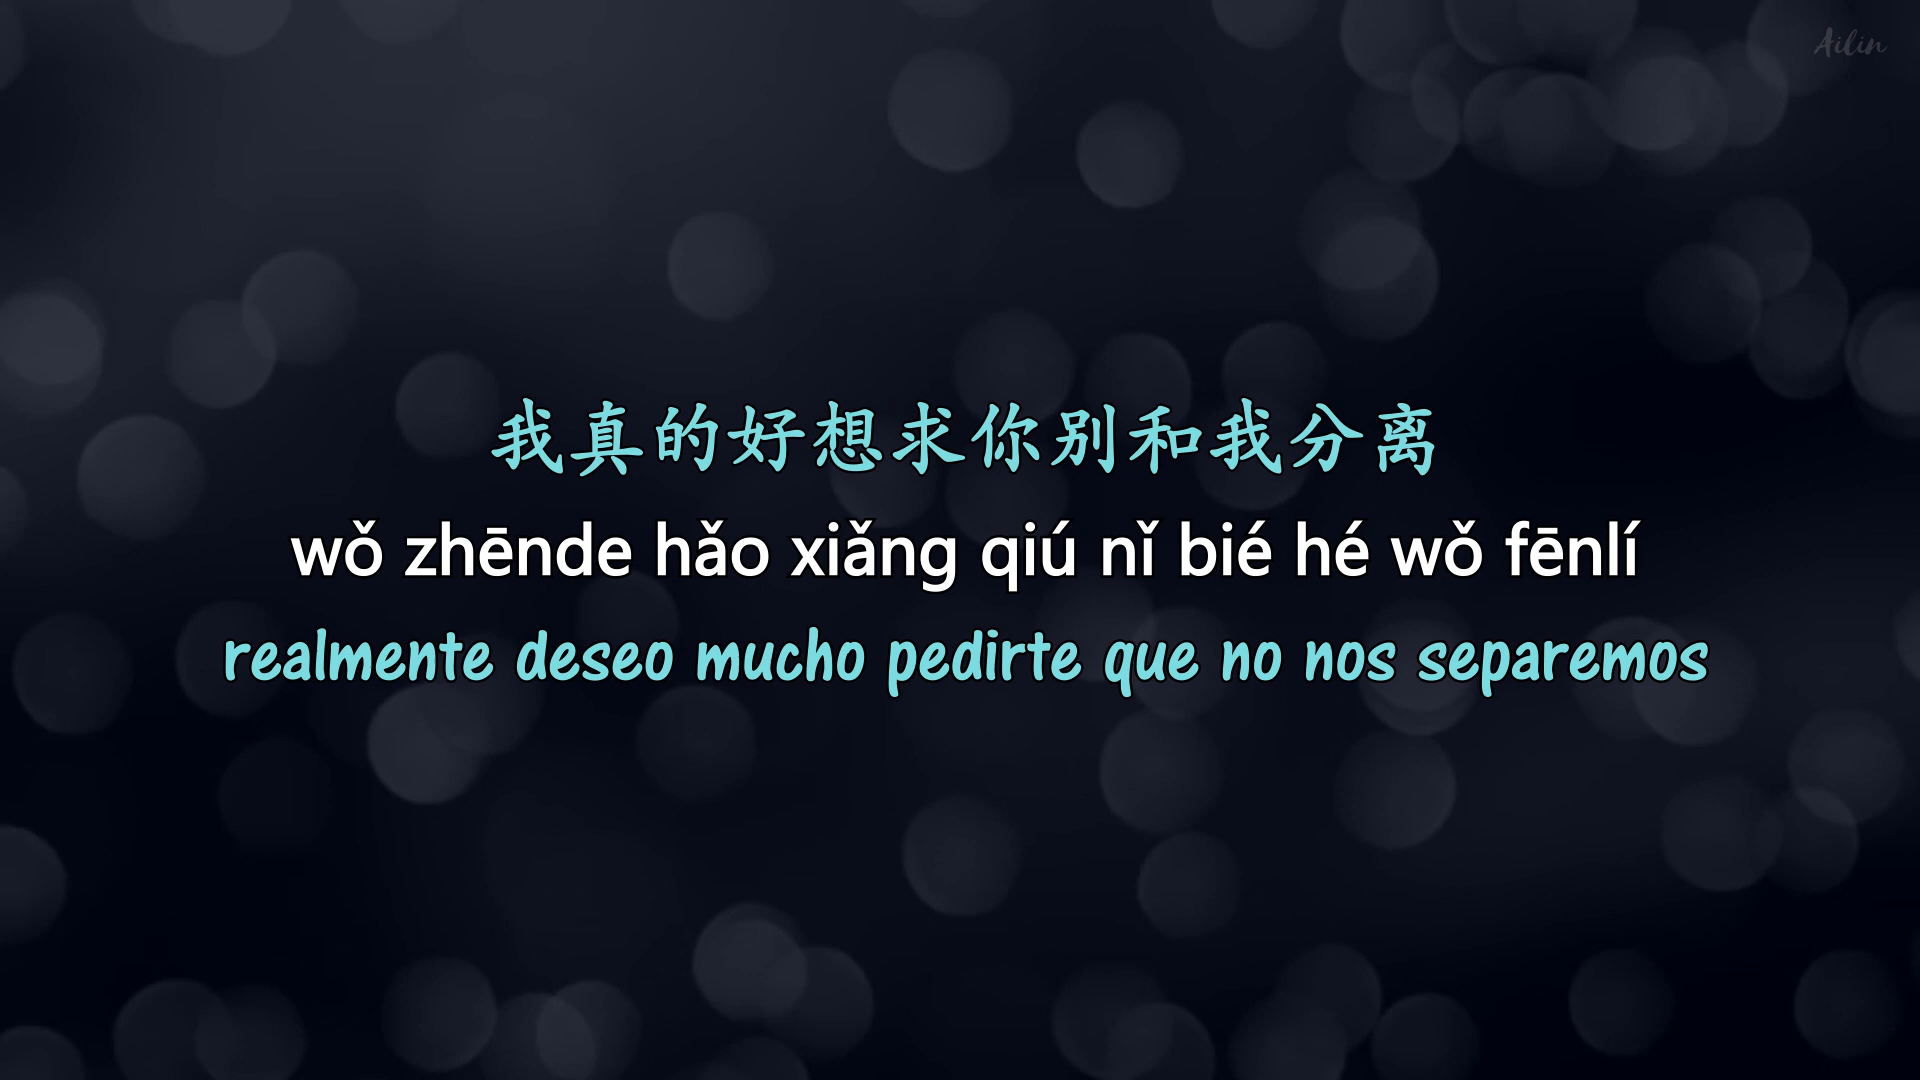 Ailin
我真的好想求你别和我分离
wǒ zhēnde hǎo xiǎng qiú nǐ bié hé wǒ fēnlí
realmente deseo mucho pedirte que no nos separemos